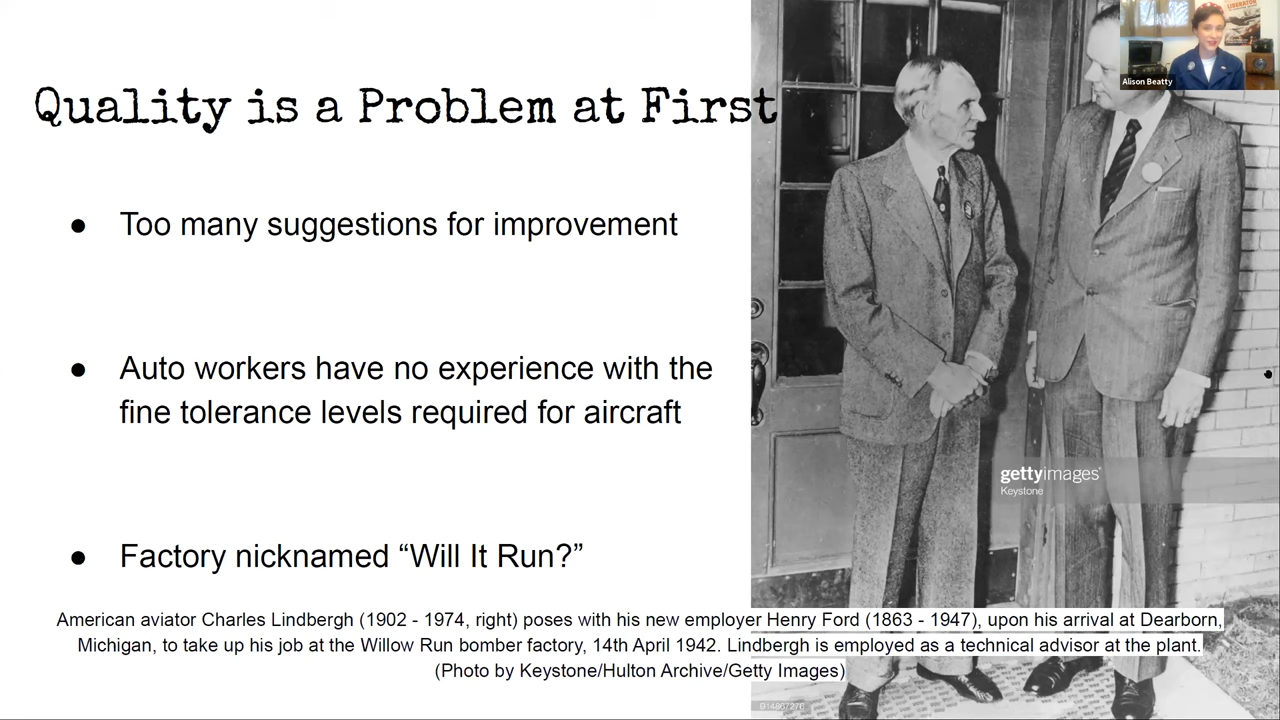 Quality is a Problem at First
● Too many suggestions for improvement
● Auto workers have no experience with the
fine tolerance levels required for aircraft
● Factory nicknamed “Will It Run?”
American aviator Charles Lindbergh (1902 - 1974, right) poses with his new employer Henry Ford (1863 - 1947), upon his arrival at Dearborn,
Michigan, to take up his job at the Willow Run bomber factory, 14th April 1942. Lindbergh is employed as a technical advisor at the plant.
(Photo by Keystone/Hulton Archive/Getty Images)
gettyimages
Keystone
Alison Beatty
LIBERATOR